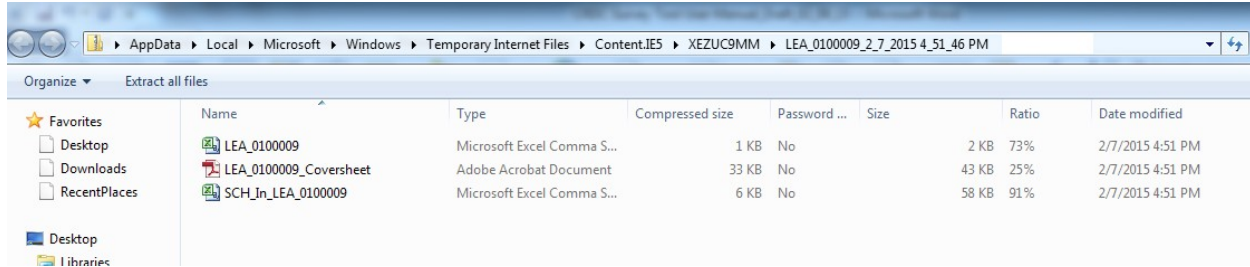 AppData Local Microsoft Windows Temporary Internet Files Content.IE5 XEZUC9MM LEA_0100009_2_7_2015 4_51_46 PM
Organize Extract all files
Favorites
Desktop
Downloads
RecentPlaces
Desktop
Libraries
Name Type Compressed size Password ... Size Ratio Date modified
LEA_0100009 Microsoft Excel Comma S... 1 KB No 2 KB 73% 2/7/2015 4:51 PM
LEA_0100009_Coversheet Adobe Acrobat Document 33 KB No 43 KB 25% 2/7/2015 4:51 PM
SCH_In_LEA_0100009 Microsoft Excel Comma S... 6 KB No 58 KB 91% 2/7/2015 4:51 PM